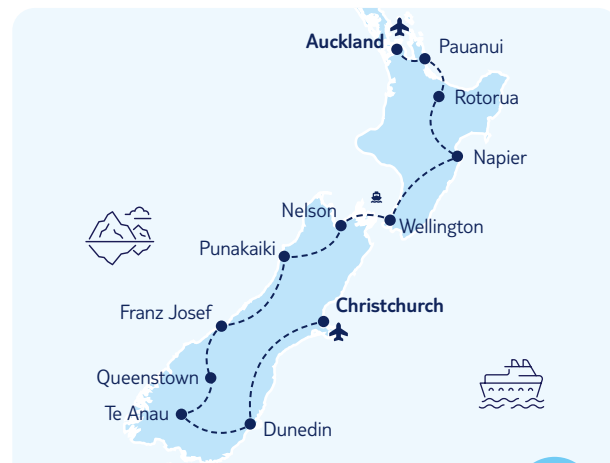 Auckland
Pauanui
Rotorua
Napier
Nelson
Wellington
Punakaiki
Christchurch
Franz Josef
Queenstown
Te Anau
Dunedin